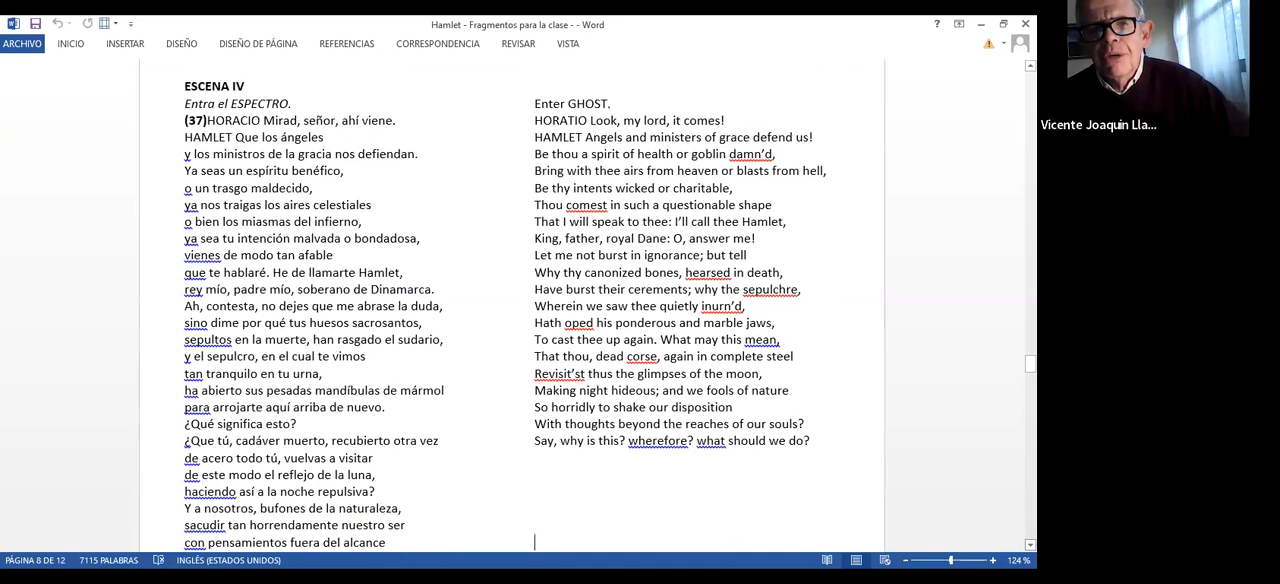 Hamlet - Fragmentos para la clase - - Word
?
ARCHIVO INICIO INSERTAR DISEÑO DISEÑO DE PÁGINA REFERENCIAS CORRESPONDENCIA REVISAR VISTA
ESCENA IV
Entra el ESPECTRO.
(37)HORACIO Mirad, señor, ahí viene.
HAMLET Que los ángeles
y los ministros de la gracia nos defiendan.
Ya seas un espíritu benéfico,
o un trasgo maldecido,
ya nos traigas los aires celestiales
o bien los miasmas del infierno,
ya sea tu intención malvada o bondadosa,
vienes de modo tan afable
que te hablaré. He de llamarte Hamlet,
rey mío, padre mío, soberano de Dinamarca.
Ah, contesta, no dejes que me abrase la duda,
sino dime por qué tus huesos sacrosantos,
sepultos en la muerte, han rasgado el sudario,
y el sepulcro, en el cual te vimos
tan tranquilo en tu urna,
ha abierto sus pesadas mandíbulas de mármol
para arrojarte aquí arriba de nuevo.
¿Qué significa esto?
¿Que tú, cadáver muerto, recubierto otra vez
de acero todo tú, vuelvas a visitar
de este modo el reflejo de la luna,
haciendo así a la noche repulsiva?
Y a nosotros, bufones de la naturaleza,
sacudir tan horrendamente nuestro ser
con pensamientos fuera del alcance
Enter GHOST.
HORATIO Look, my lord, it comes!
HAMLET Angels and ministers of grace defend us!
Be thou a spirit of health or goblin damn’d,
Bring with thee airs from heaven or blasts from hell,
Be thy intents wicked or charitable,
Thou comest in such a questionable shape
That I will speak to thee: I’ll call thee Hamlet,
King, father, royal Dane: O, answer me!
Let me not burst in ignorance; but tell
Why thy canonized bones, hearsed in death,
Have burst their cerements; why the sepulchre,
Wherein we saw thee quietly inurn’d,
Hath oped his ponderous and marble jaws,
To cast thee up again. What may this mean,
That thou, dead corse, again in complete steel
Revisit’st thus the glimpses of the moon,
Making night hideous; and we fools of nature
So horridly to shake our disposition
With thoughts beyond the reaches of our souls?
Say, why is this? wherefore? what should we do?
Vicente Joaquin Lla...
PÁGINA 8 DE 12 7115 PALABRAS INGLÉS (ESTADOS UNIDOS) 124 %